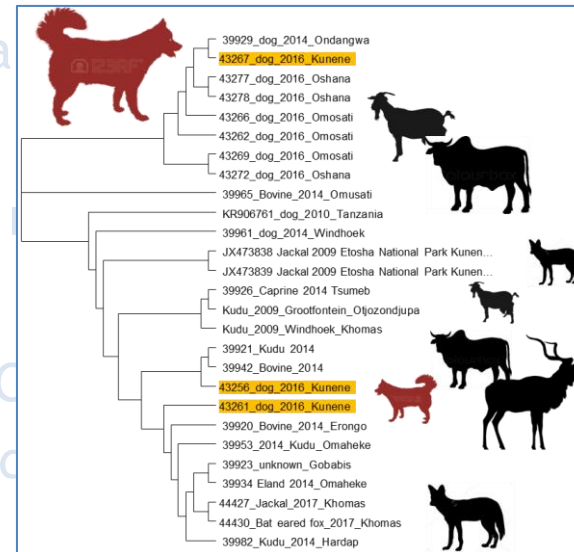 39929_dog_2014_Ondangwa
43267_dog_2016_Kunene
43277_dog_2016_Oshana
43278_dog_2016_Oshana
43266_dog_2016_Omosati
43262_dog_2016_Omosati
43269_dog_2016_Omosati
43272_dog_2016_Oshana
39965_Bovine_2014_Omusati
KR906761_dog_2010_Tanzania
39961_dog_2014_Windhoek
JX473838 Jackal 2009 Etosha National Park Kunen...
JX473839 Jackal 2009 Etosha National Park Kunen...
39926_Caprine 2014 Tsumeb
Kudu_2009_Grootfontein_Otjozondjupa
Kudu_2009_Windhoek_Khomas
39921_Kudu 2014
39942_Bovine_2014
43256_dog_2016_Kunene
43261_dog_2016_Kunene
39920_Bovine_2014_Erongo
39953_2014_Kudu_Omaheke
39923_unknown_Gobabis
39934 Eland 2014_Omaheke
44427_Jackal_2017_Khomas
44430_Bat eared fox_2017_Khomas
39982_Kudu_2014_Hardap